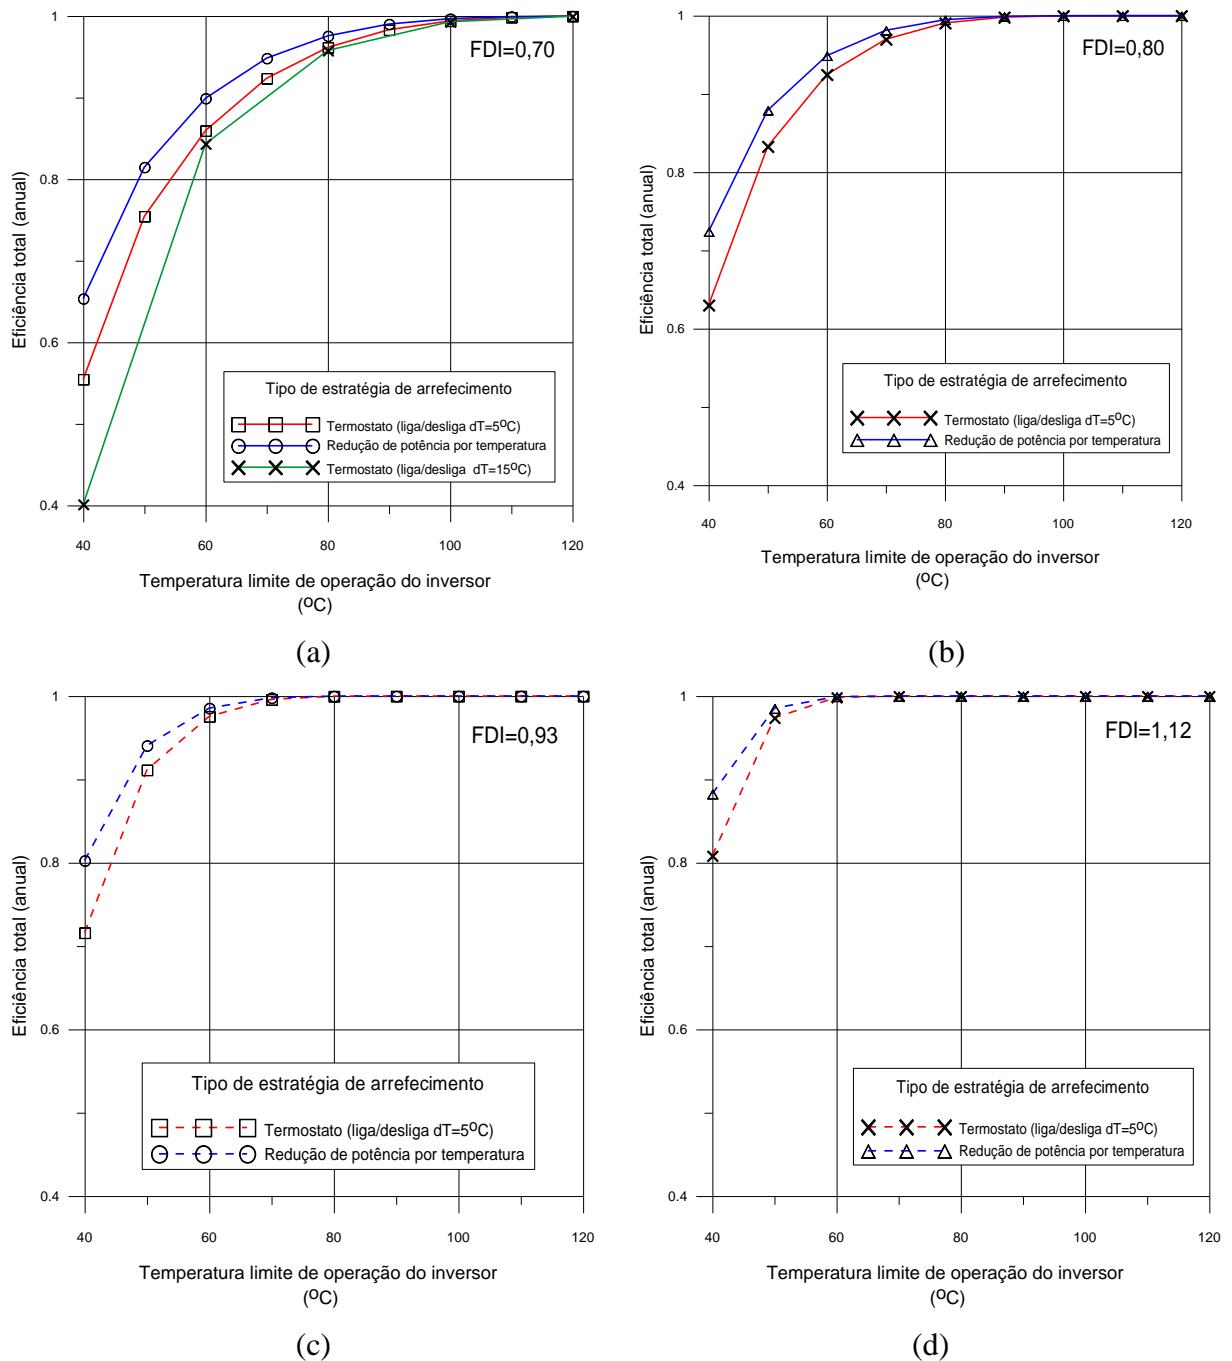 1
0.8
0.6
0.4
Eficiência total (anual)
FDI=0,70
Tipo de estratégia de arrefecimento
Termostato (liga/desliga dT=5ºC)
Redução de potência por temperatura
Termostato (liga/desliga dT=15ºC)
40 60 80 100 120
Temperatura limite de operação do inversor
(ºC)
(a)
1
0.8
0.6
0.4
Eficiência total (anual)
FDI=0,80
Tipo de estratégia de arrefecimento
Termostato (liga/desliga dT=5ºC)
Redução de potência por temperatura
40 60 80 100 120
Temperatura limite de operação do inversor
(ºC)
(b)
1
0.8
0.6
0.4
Eficiência total (anual)
FDI=0,93
Tipo de estratégia de arrefecimento
Termostato (liga/desliga dT=5ºC)
Redução de potência por temperatura
40 60 80 100 120
Temperatura limite de operação do inversor
(ºC)
(c)
1
0.8
0.6
0.4
Eficiência total (anual)
FDI=1,12
Tipo de estratégia de arrefecimento
Termostato (liga/desliga dT=5ºC)
Redução de potência por temperatura
40 60 80 100 120
Temperatura limite de operação do inversor
(ºC)
(d)